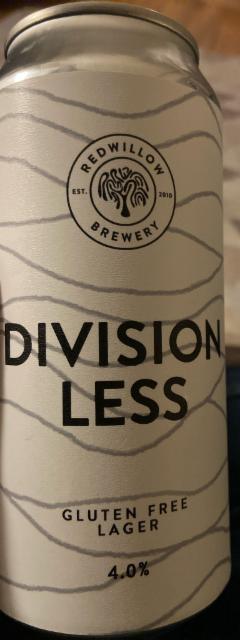 REDWILLOW
EST. 2010
BREWERY
DIVISION
LESS
GLUTEN FREE
LAGER
4.0%